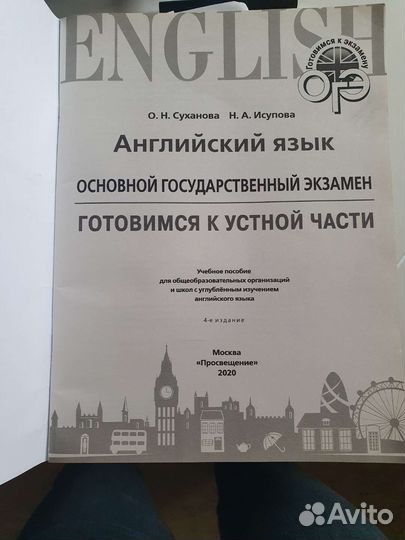 ENGLISH
Готовимся к экзамену
ОГЭ
О. Н. Суханова Н. А. Исупова
Английский язык
ОСНОВНОЙ ГОСУДАРСТВЕННЫЙ ЭКЗАМЕН
ГОТОВИМСЯ К УСТНОЙ ЧАСТИ
Учебное пособие
для общеобразовательных организаций
и школ с углублённым изучением
английского языка
4-е издание
Москва
«Просвещение»
2020
Avito